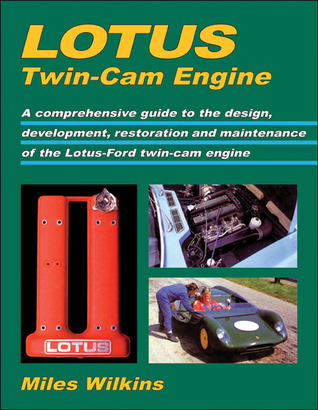 LOTUS
Twin-Cam Engine
A comprehensive guide to the design,
development, restoration and maintenance
of the Lotus-Ford twin-cam engine
LOTUS
Miles Wilkins